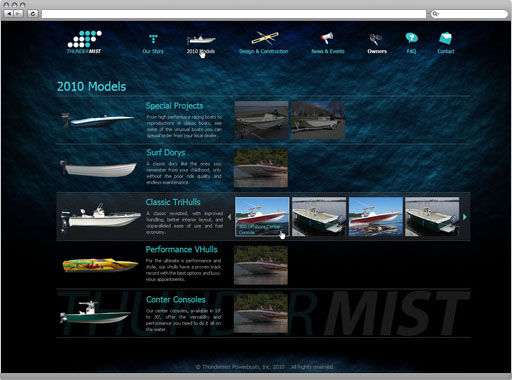 THUNDERMIST
Our Story
2010 Models
Design & Construction
News & Events
Owners
FAQ
Contact
2010 Models
Special Projects
From high performance racing boats to
reproductions of classic boats, see
some of the unusual boats you can
special order from your local dealer.
Surf Dorys
A classic dory like the ones you
remember from your childhood, only
without the poor ride quality and
endless maintenance.
Classic TriHulls
A classic revisited, with improved
handling, better interior layout, and
unparalleled ease of use and fuel
economy.
Offshore Center
Console
Performance VHulls
For the ultimate in performance and
style, our vhulls have a proven track
record with the best options and luxu-
rious appointments.
THUNDERMIST
Conter Consoles
Our center consoles, available in 18'
to 30', offer the versatility and
performance you need to do it all on
the water.
© Thundermist Powerboats, Inc. 2010 All rights reserved